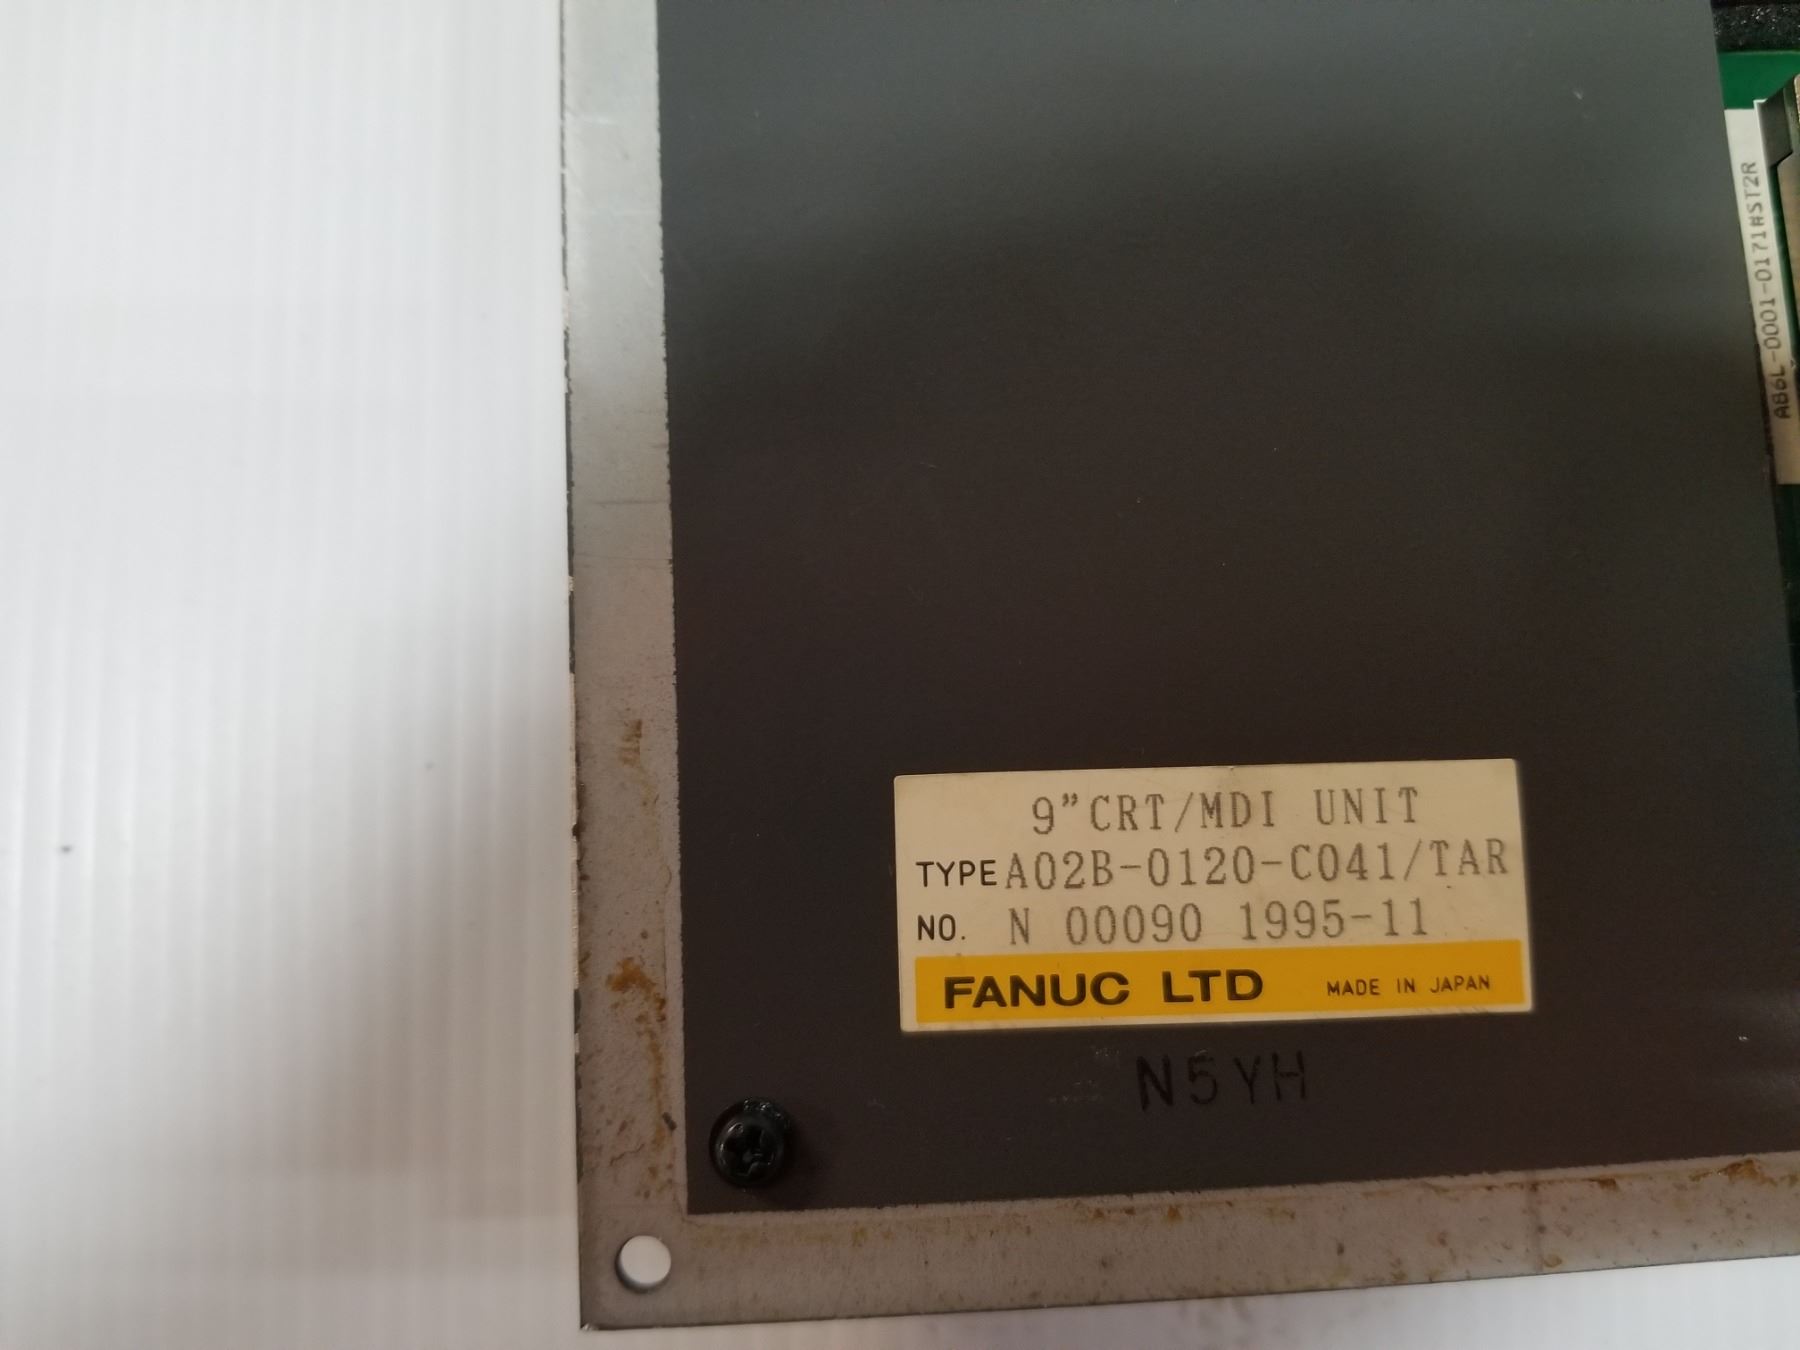 A86L-0001-0171#ST2R
9”CRT/MDI UNIT
TYPE A02B-0120-C041/TAR
NO. N 00090 1995-11
FANUC LTD MADE IN JAPAN
N5YH